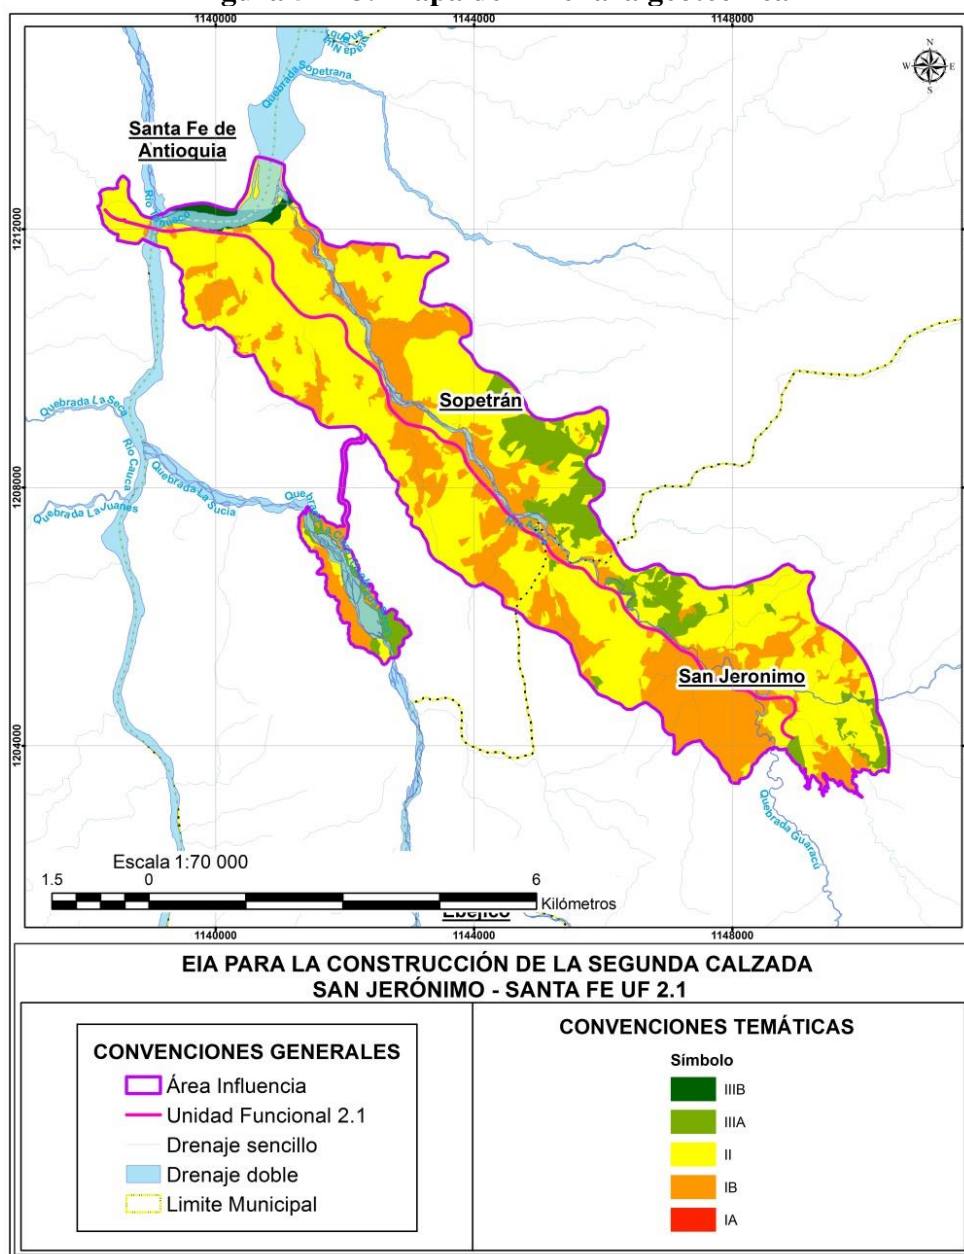 1140000 1144000 1148000
N
W E
S
Quebrada Sopetrana
Santa Fe de
Antioquia
1212000
Sopetrán
Quebrada La Seca
Río Cauca
1208000
Quebrada La Juanes
Quebrada La Sucia
San Jeronimo
1204000
Quebrada Guaracú
Escala 1:70 000
1.5 0 6
Kilómetros
1140000 1144000 1148000
EIA PARA LA CONSTRUCCIÓN DE LA SEGUNDA CALZADA
SAN JERÓNIMO - SANTA FE UF 2.1
CONVENCIONES GENERALES
Área Influencia
Unidad Funcional 2.1
Drenaje sencillo
Drenaje doble
Limite Municipal
CONVENCIONES TEMÁTICAS
Símbolo
IIIB
IIIA
II
IB
IA